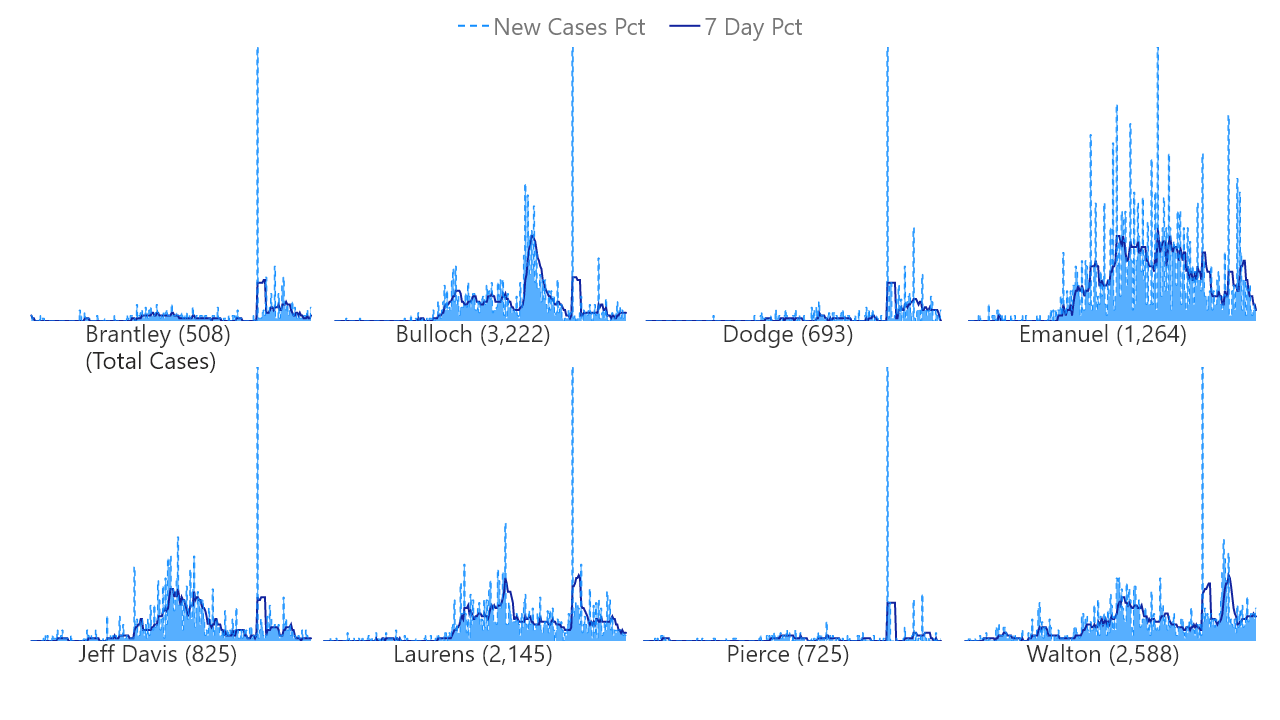 New Cases Pct 7 Day Pct
Brantley (508) Bulloch (3,222) Dodge (693) Emanuel (1,264)
(Total Cases)
Jeff Davis (825) Laurens (2,145) Pierce (725) Walton (2,588)